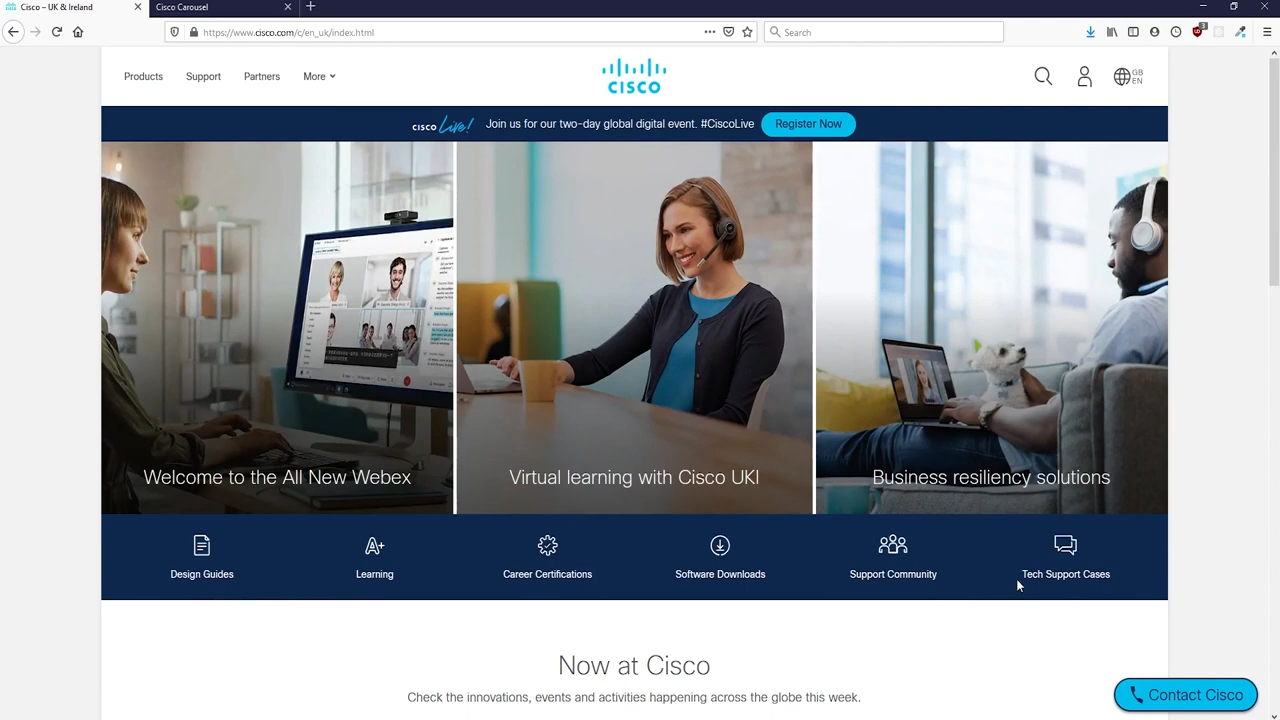 Cisco – UK & Ireland
Cisco Carousel
https://www.cisco.com/c/en_uk/index.html
Search
3
Products
Support
Partners
More
CISCO
GB
EN
CISCO Live!
Join us for our two-day global digital event. #CiscoLive
Register Now
Welcome to the All New Webex
Virtual learning with Cisco UKI
Business resiliency solutions
A+
Design Guides
Learning
Career Certifications
Software Downloads
Support Community
Tech Support Cases
Now at Cisco
Check the innovations, events and activities happening across the globe this week.
Contact Cisco